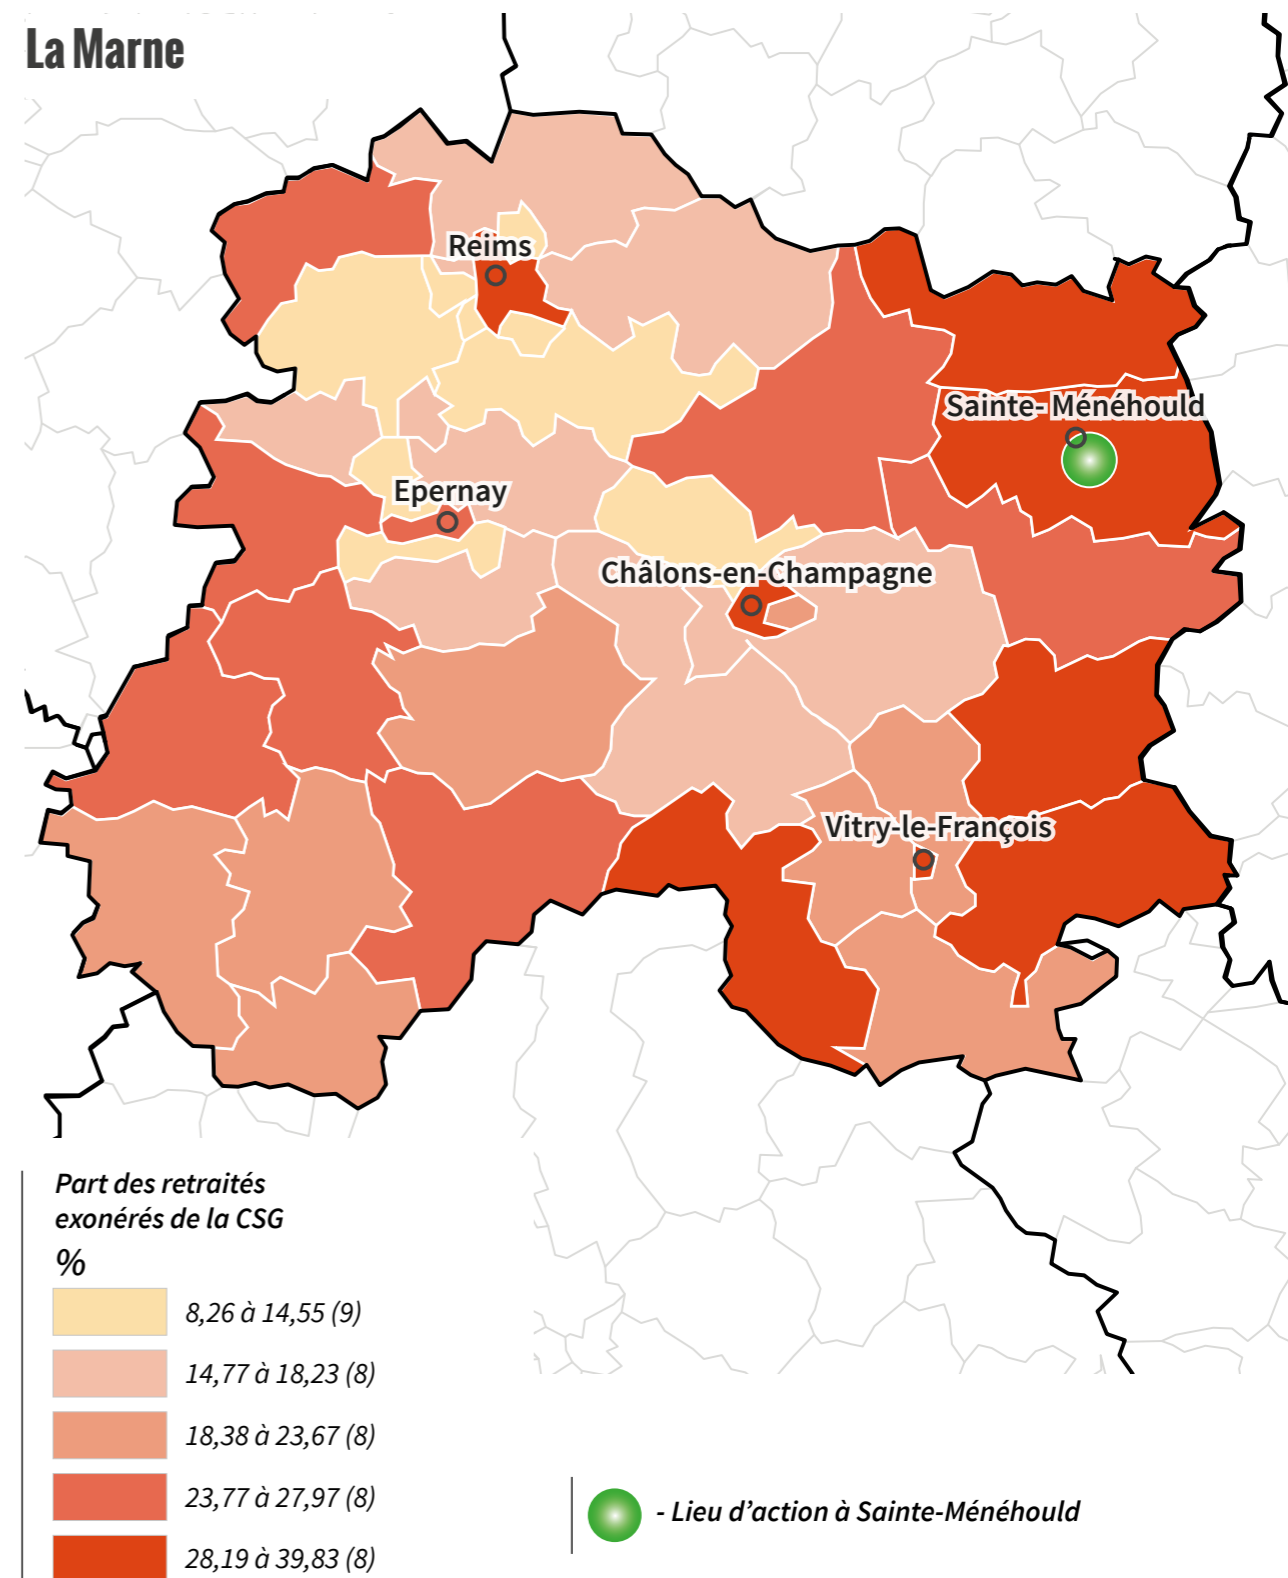 La Marne
Reims
Sainte- Ménéhould
Epernay
Châlons-en-Champagne
Vitry-le-François
Part des retraités
exonérés de la CSG
%
8,26 à 14,55 (9)
14,77 à 18,23 (8)
18,38 à 23,67 (8)
23,77 à 27,97 (8)
28,19 à 39,83 (8)
- Lieu d’action à Sainte-Ménéhould